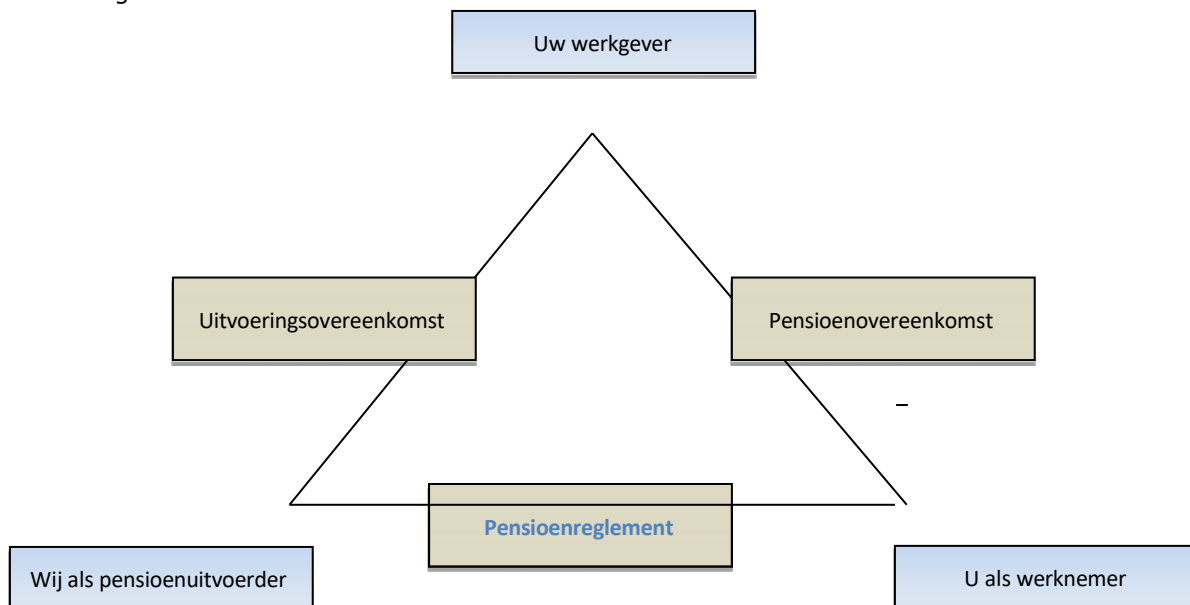 Uw werkgever
Uitvoeringsovereenkomst
Pensioenovereenkomst
–
Pensioenreglement
Wij als pensioenuitvoerder
U als werknemer